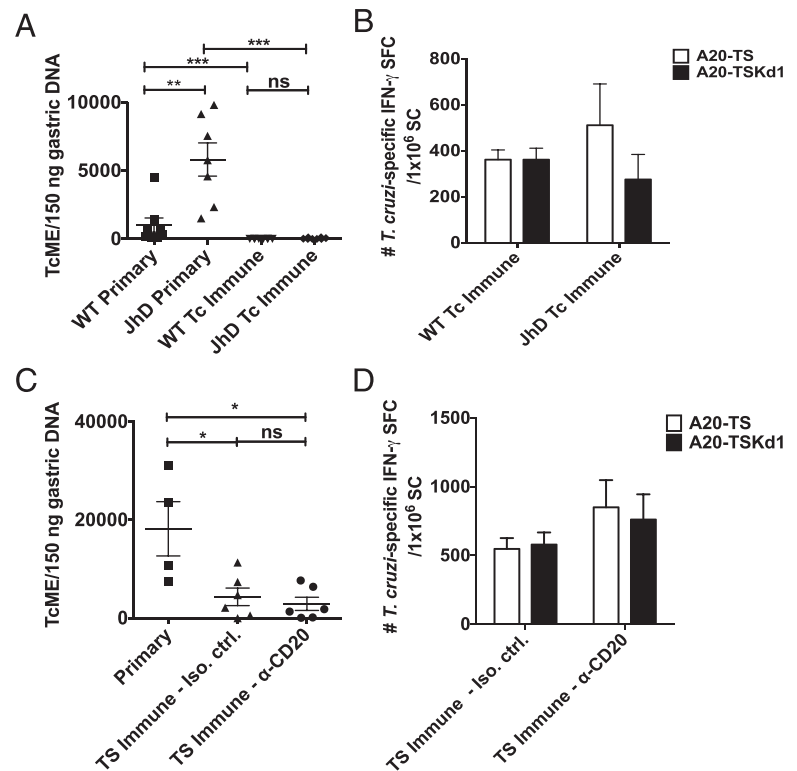 A
TcME/150 ng gastric DNA
***
***
**
ns
10000
5000
0
WT Primary
JhD Primary
WT Tc Immune
JhD Tc Immune
B
# T. cruzi-specific IFN-γ SFC
/1x10⁶ SC
800
600
400
200
0
A20-TS
A20-TSKd1
WT Tc Immune
JhD Tc Immune
C
TcME/150 ng gastric DNA
*
*
ns
40000
20000
0
Primary
TS Immune - Iso. ctrl.
TS Immune - α-CD20
D
# T. cruzi-specific IFN-γ SFC
/1x10⁶ SC
1500
1000
500
0
A20-TS
A20-TSKd1
TS Immune - Iso. ctrl.
TS Immune - α-CD20